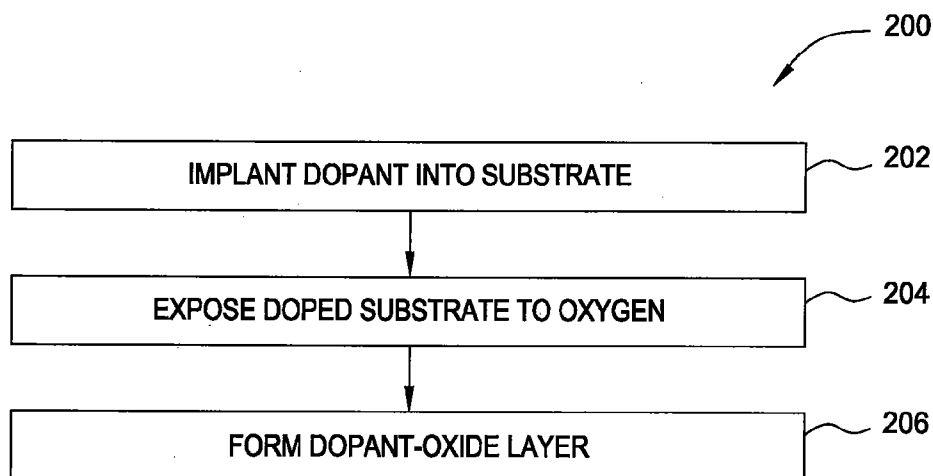 200
IMPLANT DOPANT INTO SUBSTRATE
202
EXPOSE DOPED SUBSTRATE TO OXYGEN
204
FORM DOPANT-OXIDE LAYER
206